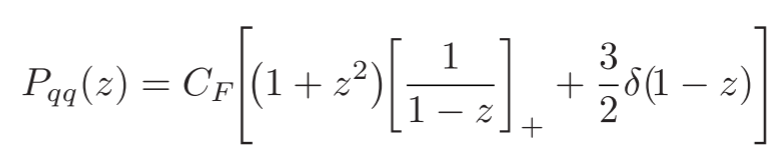 P_{qq}(z) = C_F \left[ (1 + z^2) \left[ \frac{1}{1 - z} \right]_+ + \frac{3}{2} \delta(1 - z) \right]